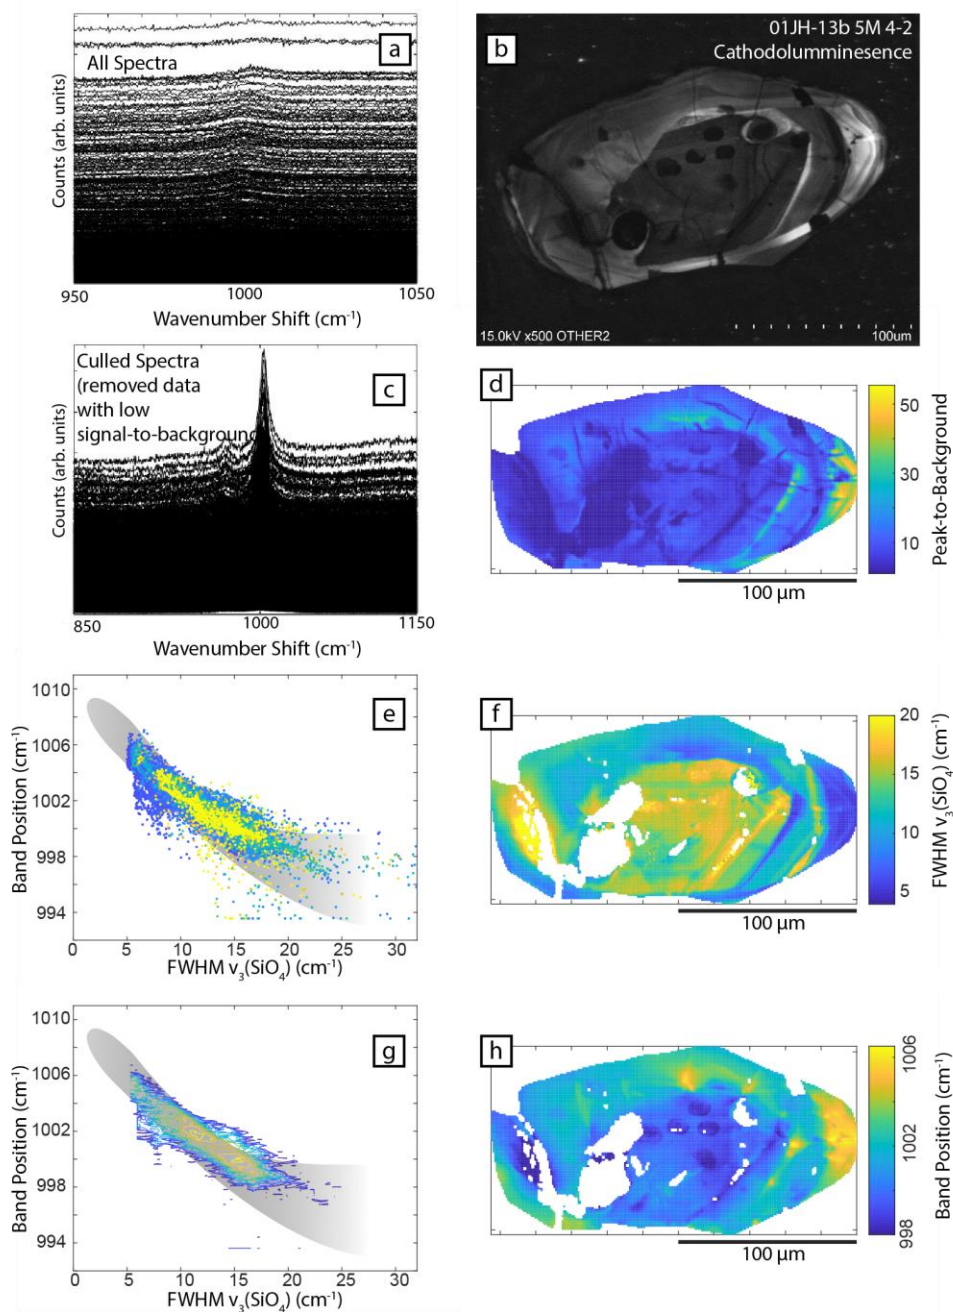 a
All Spectra
Counts (arb. units)
950
1000
1050
Wavenumber Shift (cm⁻¹)
b
01JH-13b 5M 4-2
Cathodolumminesence
15.0kV x500 OTHER2
100um
Culled Spectra
(removed data
with low
signal-to-background
c
Counts (arb. units)
850
1000
1150
Wavenumber Shift (cm⁻¹)
d
50
30
10
Peak-to-Background
100 µm
e
1010
1006
1002
998
994
Band Position (cm⁻¹)
0
5
10
15
20
25
30
FWHM ν₃(SiO₄) (cm⁻¹)
f
20
15
10
5
FWHM ν₃(SiO₄) (cm⁻¹)
100 µm
g
1010
1006
1002
998
994
Band Position (cm⁻¹)
0
5
10
15
20
25
30
FWHM ν₃(SiO₄) (cm⁻¹)
h
1006
1002
998
Band Position (cm⁻¹)
100 µm